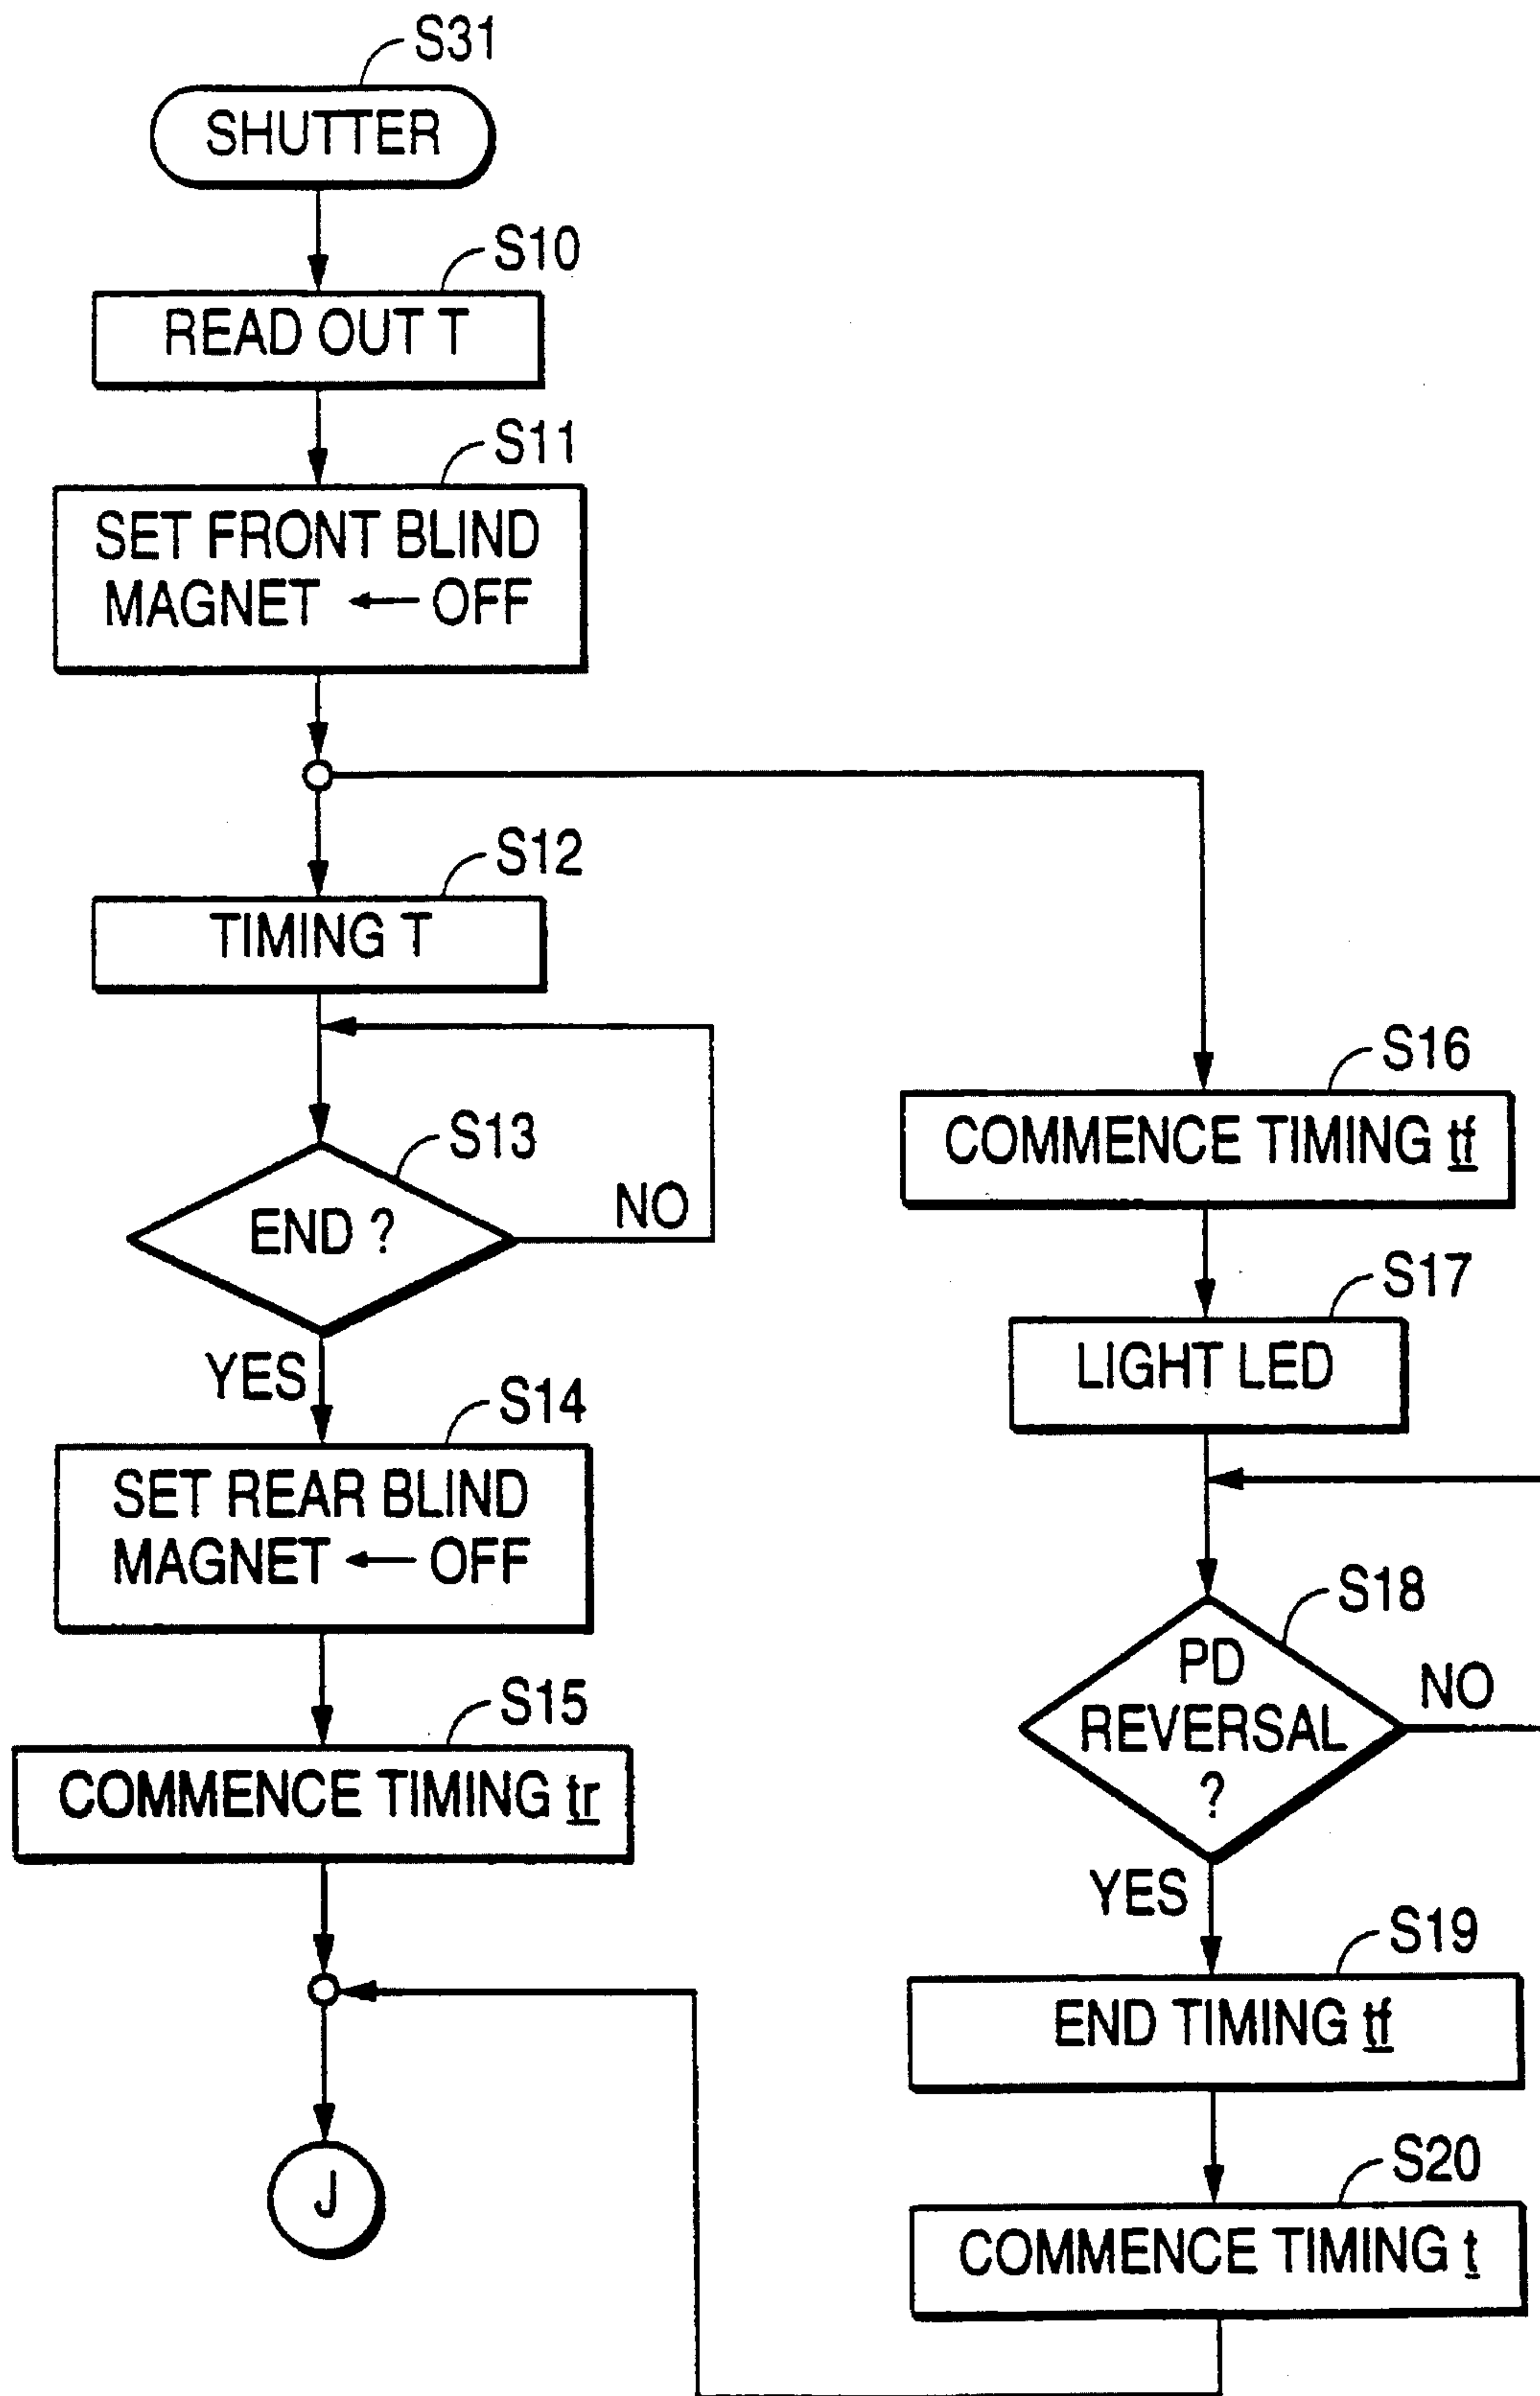 S31
SHUTTER
S10
READ OUT T
S11
SET FRONT BLIND
MAGNET ← OFF
S12
TIMING T
S13
END ?
NO
YES
S14
SET REAR BLIND
MAGNET ← OFF
S15
COMMENCE TIMING tr
J
S16
COMMENCE TIMING tf
S17
LIGHT LED
S18
PD
REVERSAL
?
NO
YES
S19
END TIMING tf
S20
COMMENCE TIMING t